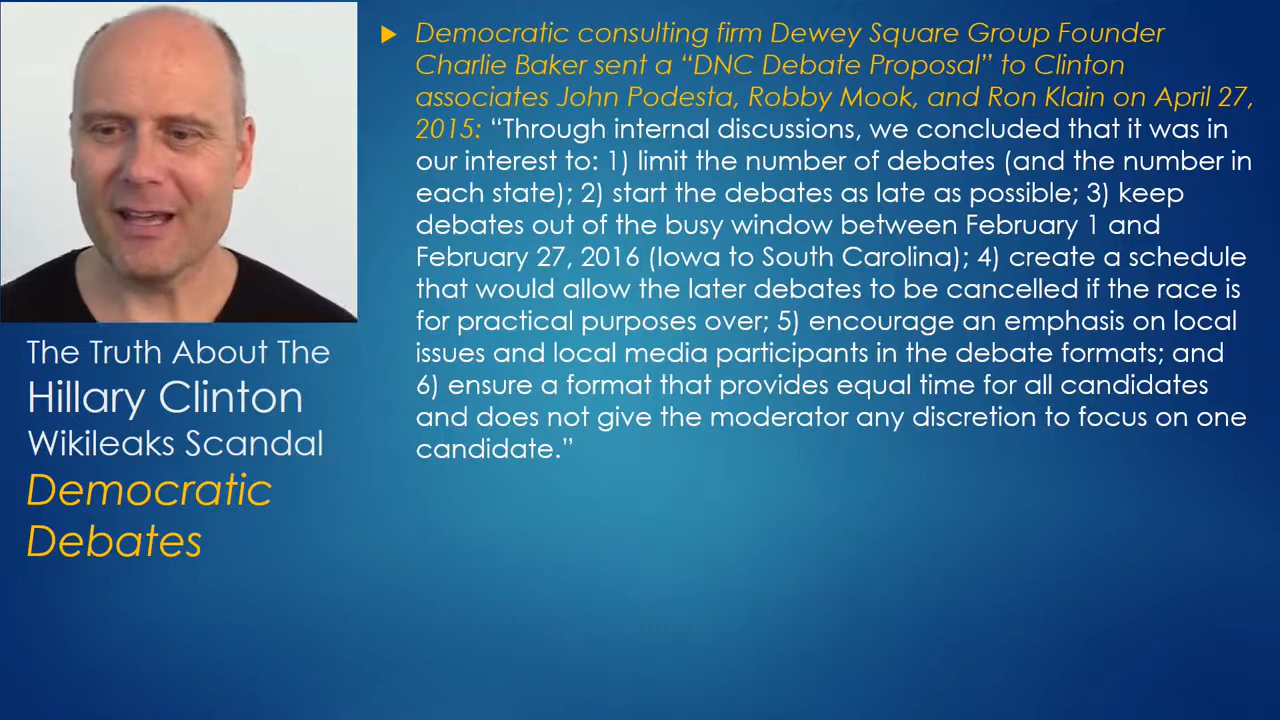 Democratic consulting firm Dewey Square Group Founder
Charlie Baker sent a “DNC Debate Proposal” to Clinton
associates John Podesta, Robby Mook, and Ron Klain on April 27,
2015: “Through internal discussions, we concluded that it was in
our interest to: 1) limit the number of debates (and the number in
each state); 2) start the debates as late as possible; 3) keep
debates out of the busy window between February 1 and
February 27, 2016 (Iowa to South Carolina); 4) create a schedule
that would allow the later debates to be cancelled if the race is
for practical purposes over; 5) encourage an emphasis on local
issues and local media participants in the debate formats; and
6) ensure a format that provides equal time for all candidates
and does not give the moderator any discretion to focus on one
candidate.”
The Truth About The
Hillary Clinton
Wikileaks Scandal
Democratic
Debates